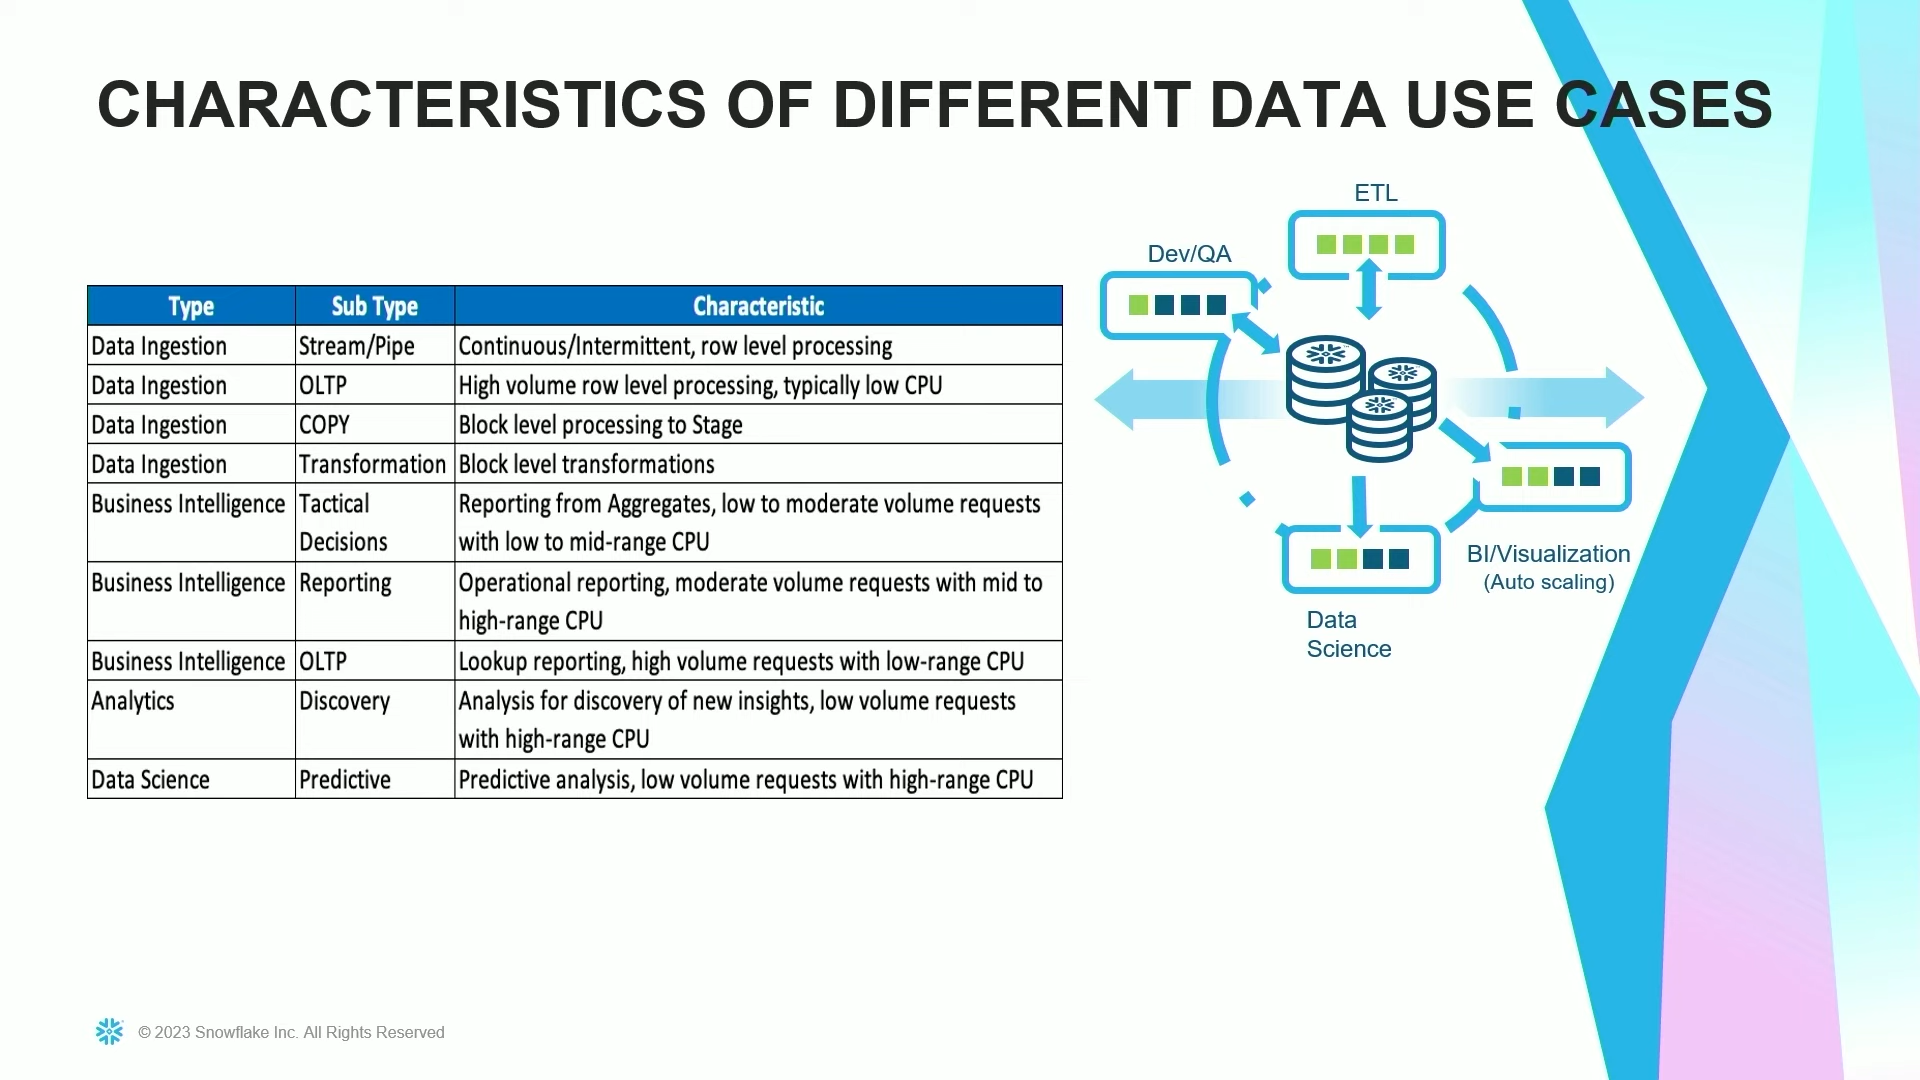 CHARACTERISTICS OF DIFFERENT DATA USE CASES
Type Sub Type Characteristic
Data Ingestion Stream/Pipe Continuous/Intermittent, row level processing
Data Ingestion OLTP High volume row level processing, typically low CPU
Data Ingestion COPY Block level processing to Stage
Data Ingestion Transformation Block level transformations
Business Intelligence Tactical Reporting from Aggregates, low to moderate volume requests
Decisions with low to mid-range CPU
Business Intelligence Reporting Operational reporting, moderate volume requests with mid to
high-range CPU
Business Intelligence OLTP Lookup reporting, high volume requests with low-range CPU
Analytics Discovery Analysis for discovery of new insights, low volume requests
with high-range CPU
Data Science Predictive Predictive analysis, low volume requests with high-range CPU
ETL
Dev/QA
BI/Visualization
(Auto scaling)
Data
Science
© 2023 Snowflake Inc. All Rights Reserved